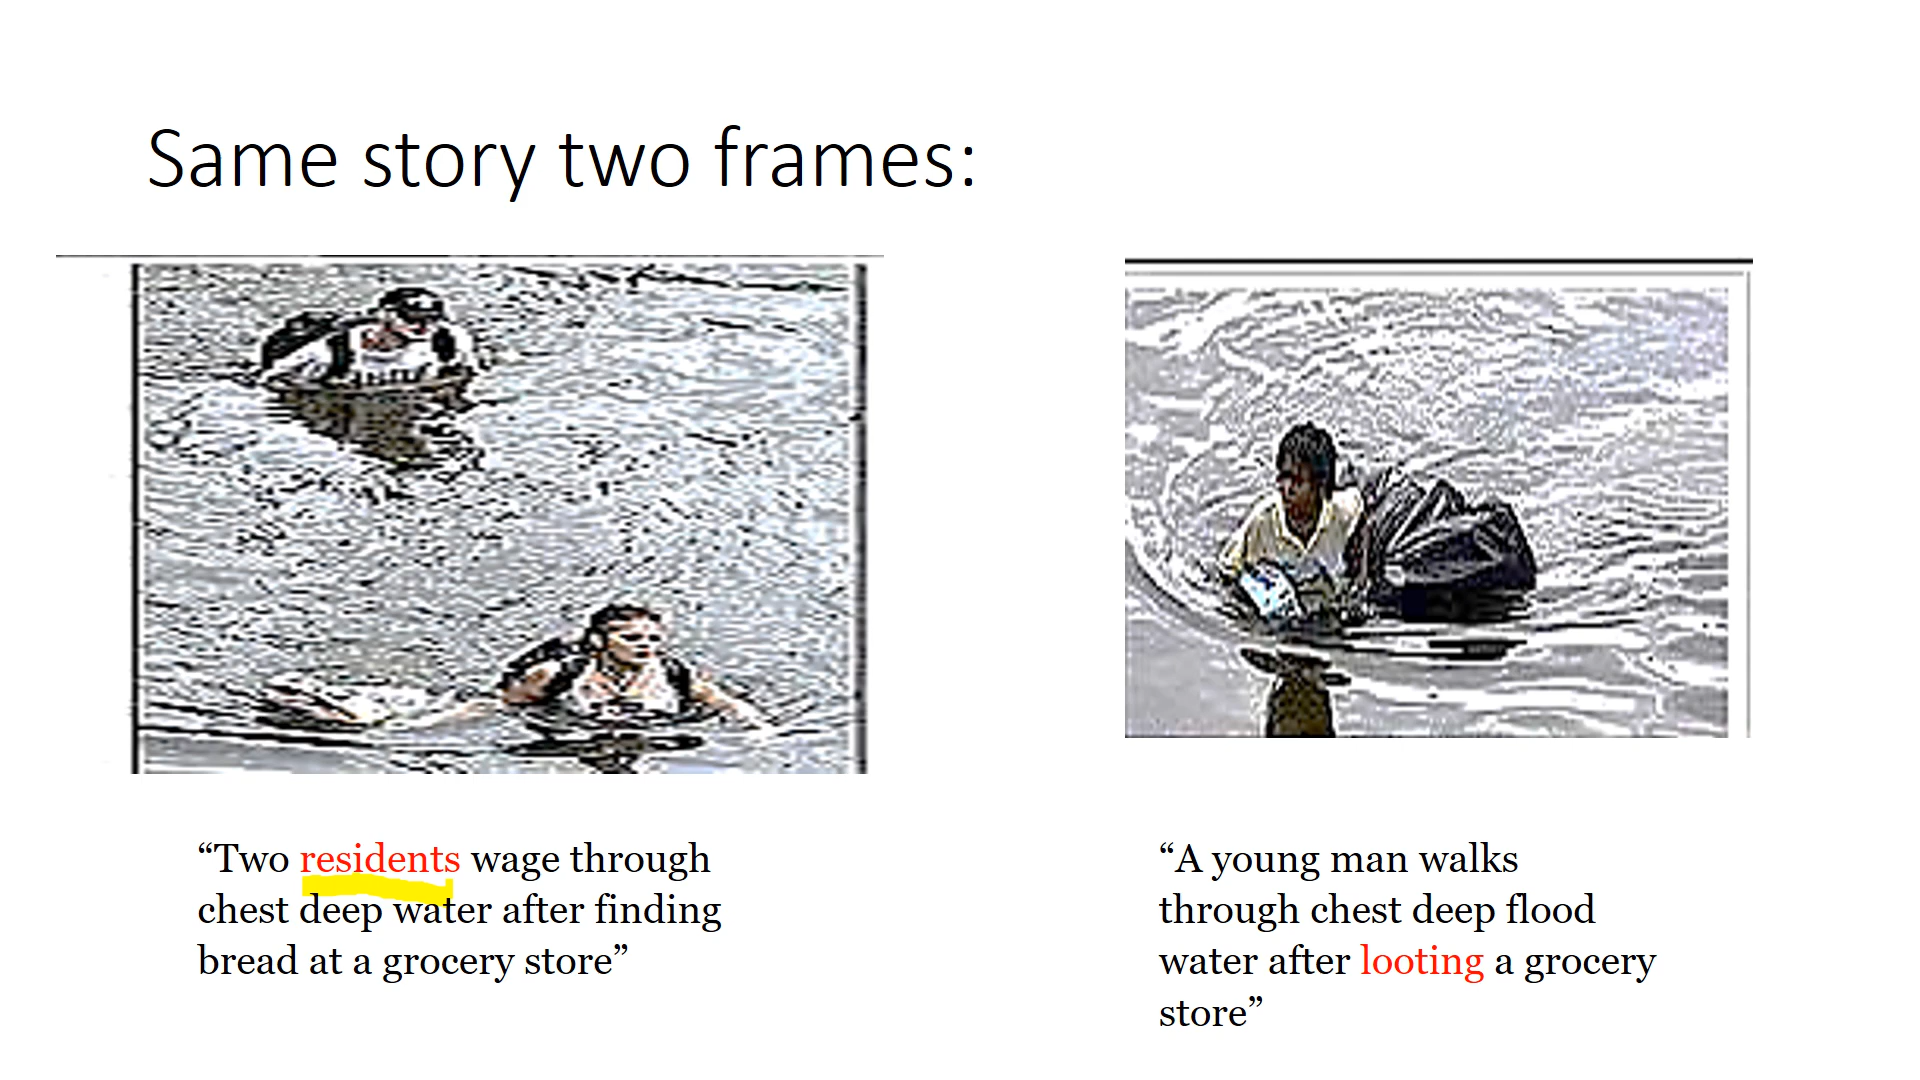 Same story two frames:
“Two residents wage through
chest deep water after finding
bread at a grocery store”
“A young man walks
through chest deep flood
water after looting a grocery
store”